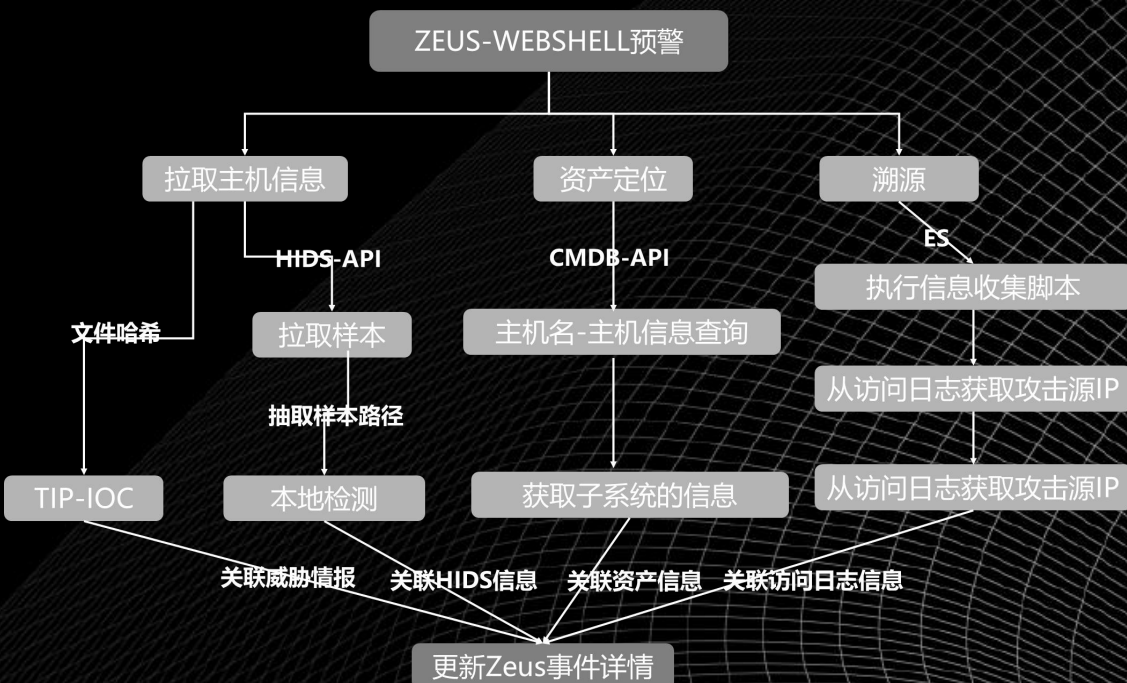 ZEUS-WEBSHELL预警
拉取主机信息
资产定位
溯源
ES
HIDS-API
CMDB-API
执行信息收集脚本
文件哈希
拉取样本
主机名-主机信息查询
从访问日志获取攻击源IP
抽取样本路径
TIP-IOC
本地检测
获取子系统的信息
从访问日志获取攻击源IP
关联威胁情报
关联HIDS信息
关联资产信息
关联访问日志信息
更新Zeus事件详情